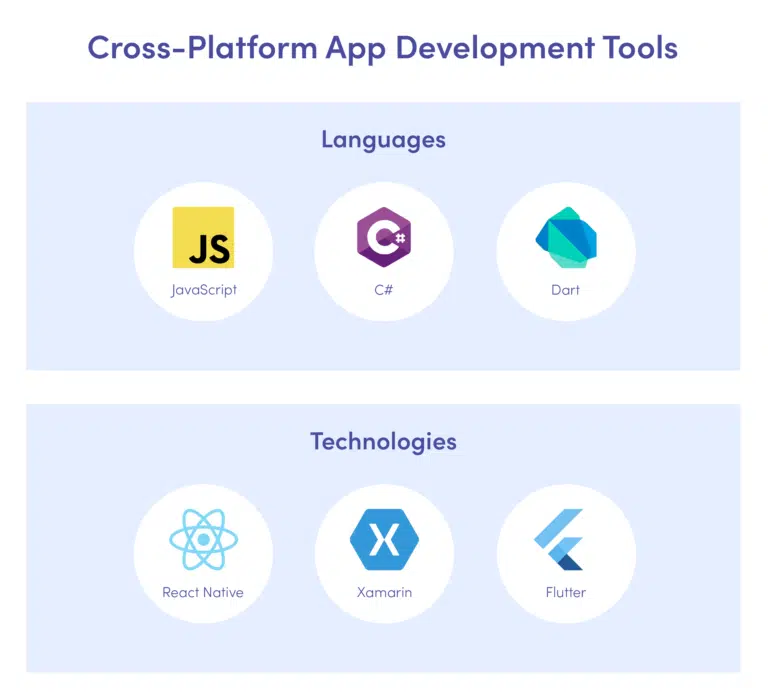 Cross-Platform App Development Tools
Languages
JS
C#
JavaScript
C#
Dart
Technologies
X
React Native
Xamarin
Flutter